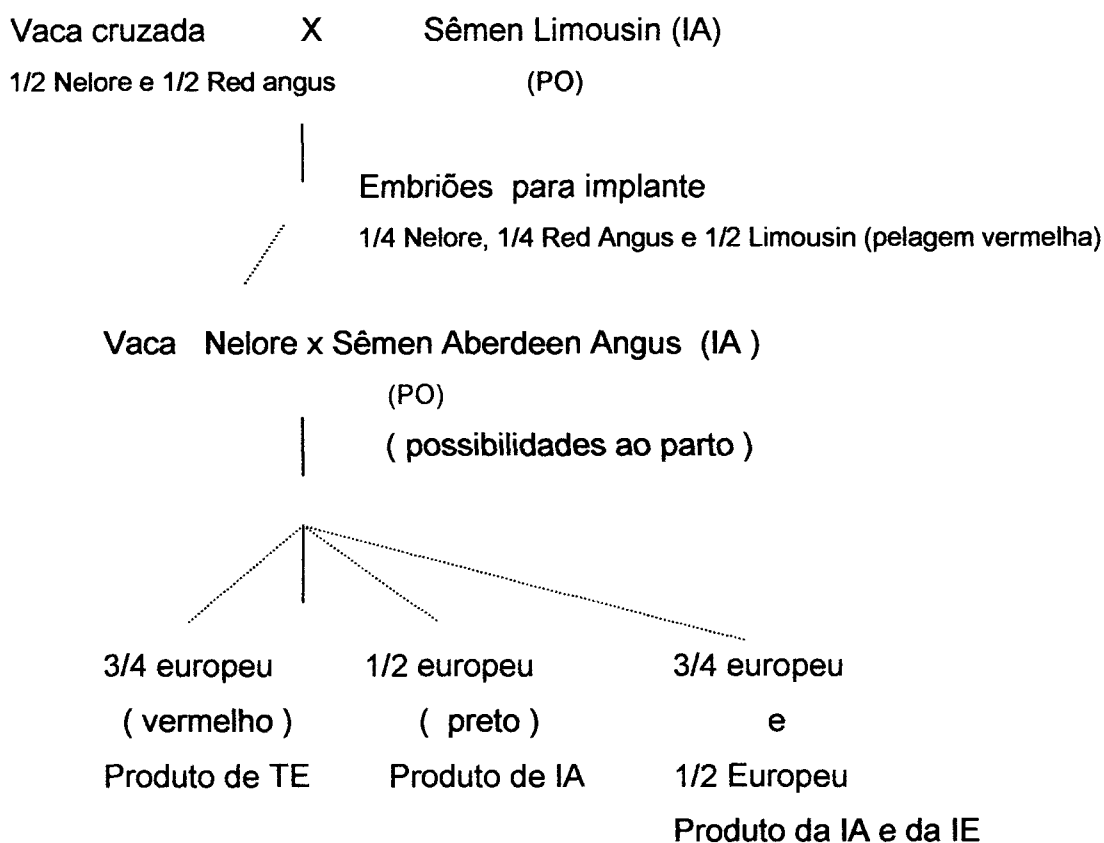 Vaca cruzada X Sêmen Limousin (IA)
1/2 Nelore e 1/2 Red angus (PO)
Embriões para implante
1/4 Nelore, 1/4 Red Angus e 1/2 Limousin (pelagem vermelha)
Vaca Nelore x Sêmen Aberdeen Angus (IA )
(PO)
( possibilidades ao parto )
3/4 europeu 1/2 europeu 3/4 europeu
( vermelho ) ( preto ) e
Produto de TE Produto de IA 1/2 Europeu
Produto da IA e da IE